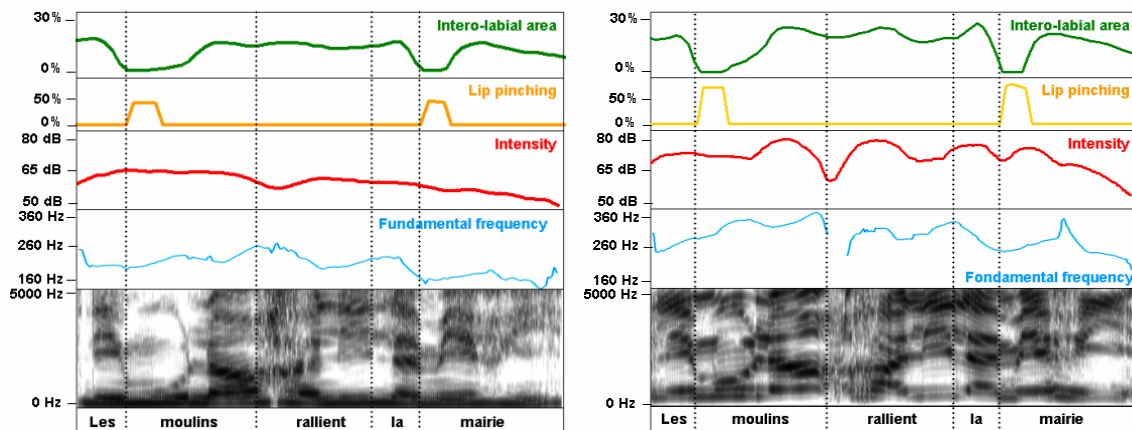 30%
Intero-labial area
0%
Lip pinching
50%
0%
80 dB
Intensity
65 dB
50 dB
360 Hz
Fundamental frequency
260 Hz
160 Hz
5000 Hz
0 Hz
Les moulins rallient la mairie
30%
Intero-labial area
0%
Lip pinching
50%
0%
80 dB
Intensity
65 dB
50 dB
360 Hz
260 Hz
Fondamental frequency
160 Hz
5000 Hz
0 Hz
Les moulins rallient la mairie